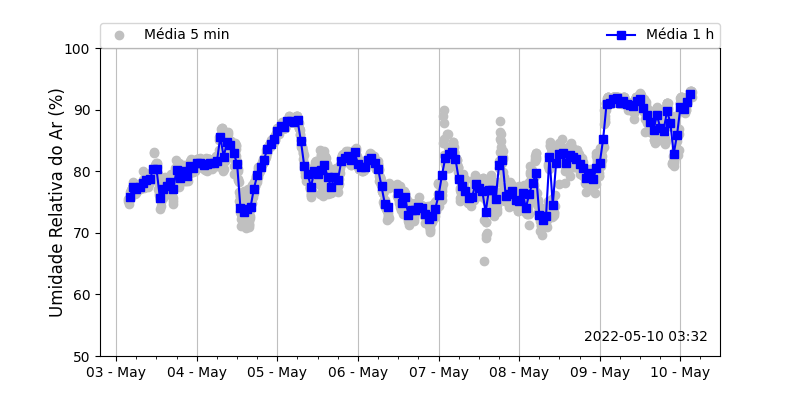 Média 5 min
Média 1 h
Umidade Relativa do Ar (%)
100
90
80
70
60
50
2022-05-10 03:32
03 - May
04 - May
05 - May
06 - May
07 - May
08 - May
09 - May
10 - May